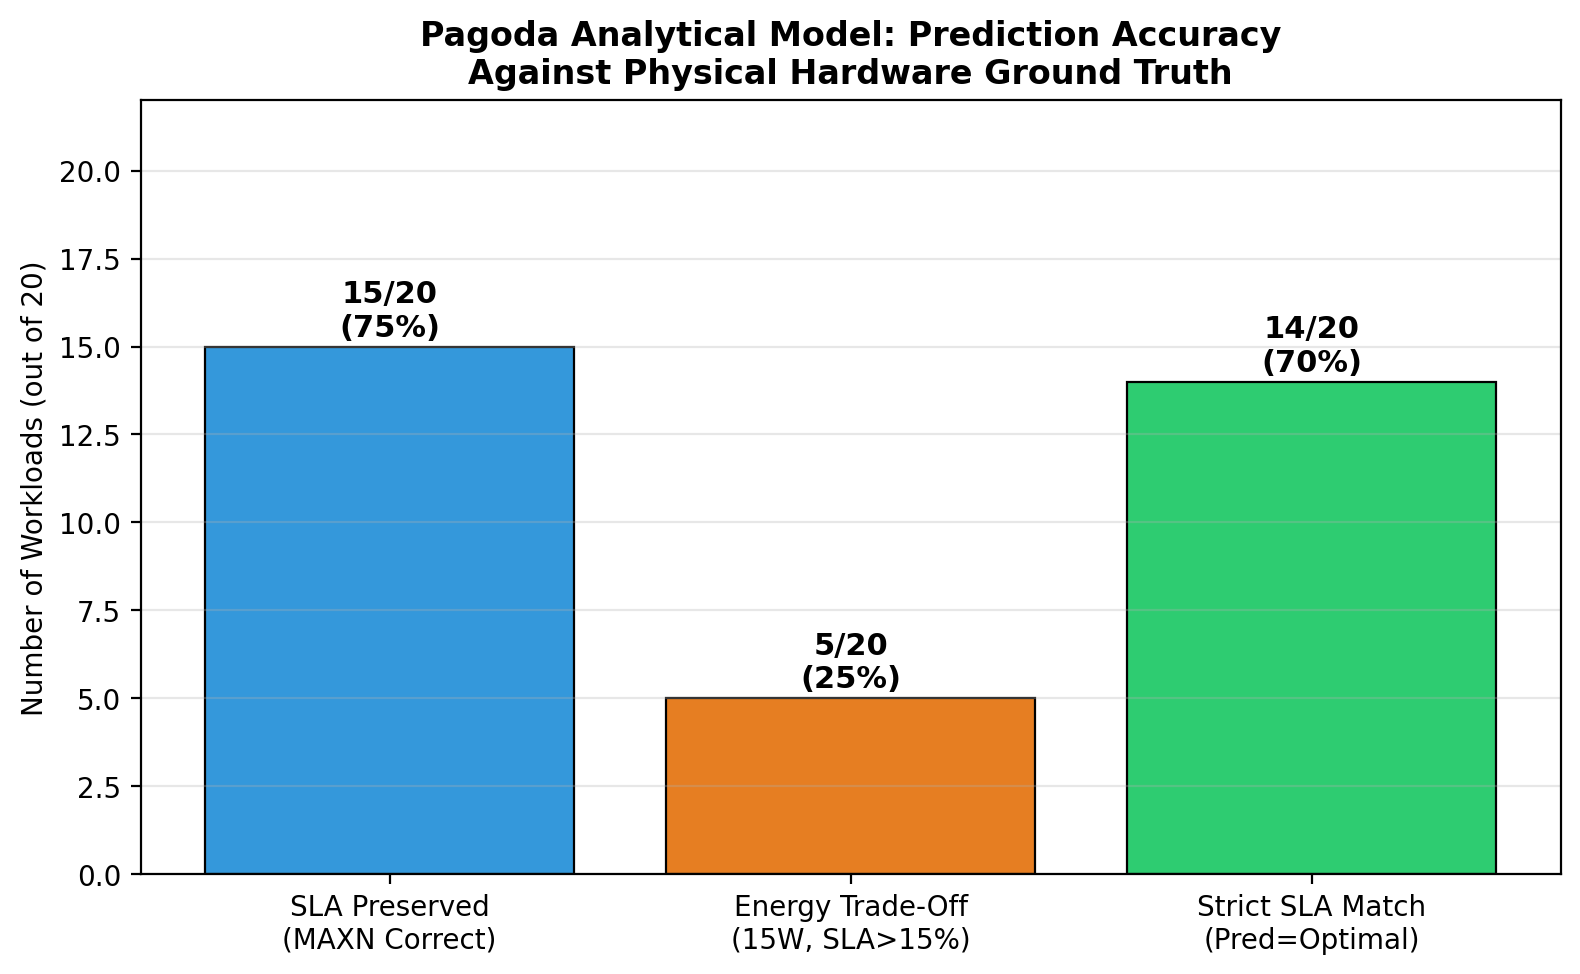 Pagoda Analytical Model: Prediction Accuracy
Against Physical Hardware Ground Truth
Number of Workloads (out of 20)
20.0
17.5
15.0
12.5
10.0
7.5
5.0
2.5
0.0
15/20
(75%)
5/20
(25%)
14/20
(70%)
SLA Preserved
(MAXN Correct)
Energy Trade-Off
(15W, SLA>15%)
Strict SLA Match
(Pred=Optimal)